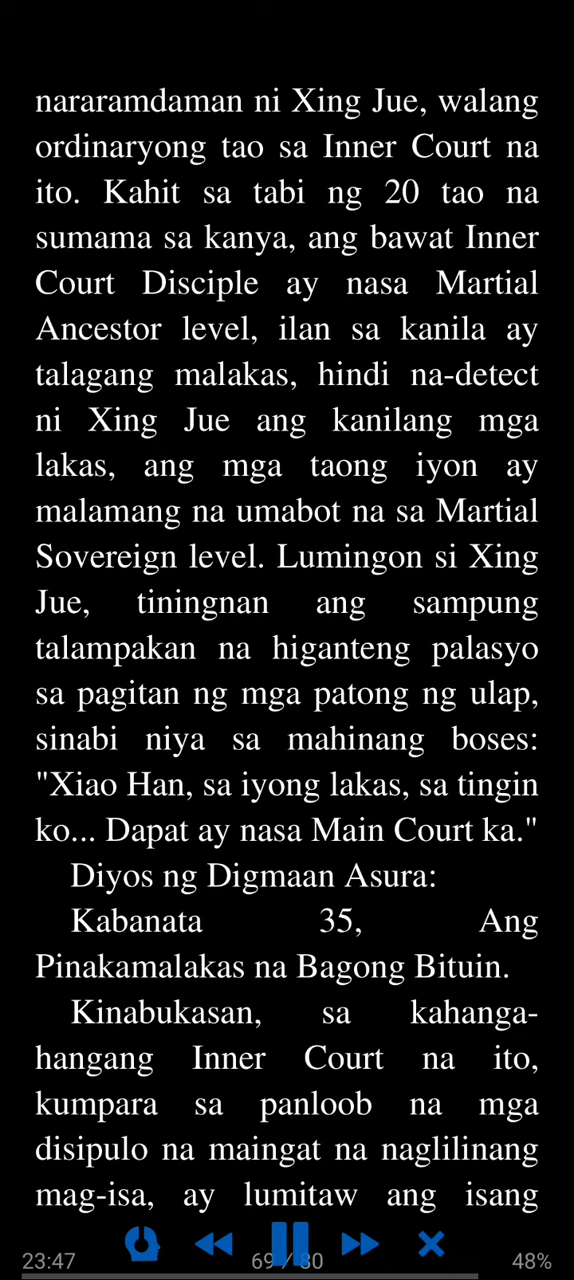 nararamdaman ni Xing Jue, walang
ordinaryong tao sa Inner Court na
ito. Kahit sa tabi ng 20 tao na
sumama sa kanya, ang bawat Inner
Court Disciple ay nasa Martial
Ancestor level, ilan sa kanila ay
talagang malakas, hindi na-detect
ni Xing Jue ang kanilang mga
lakas, ang mga taong iyon ay
malamang na umabot na sa Martial
Sovereign level. Lumingon si Xing
Jue, tiningnan ang sampung
talampakan na higanteng palasyo
sa pagitan ng mga patong ng ulap,
sinabi niya sa mahinang boses:
"Xiao Han, sa iyong lakas, sa tingin
ko... Dapat ay nasa Main Court ka."
Diyos ng Digmaan Asura:
Kabanata 35, Ang
Pinakamalakas na Bagong Bituin.
Kinabukasan, sa kahanga-
hangang Inner Court na ito,
kumpara sa panloob na mga
disipulo na maingat na naglilinang
mag-isa, ay lumitaw ang isang
23:47 69 / 80 48%